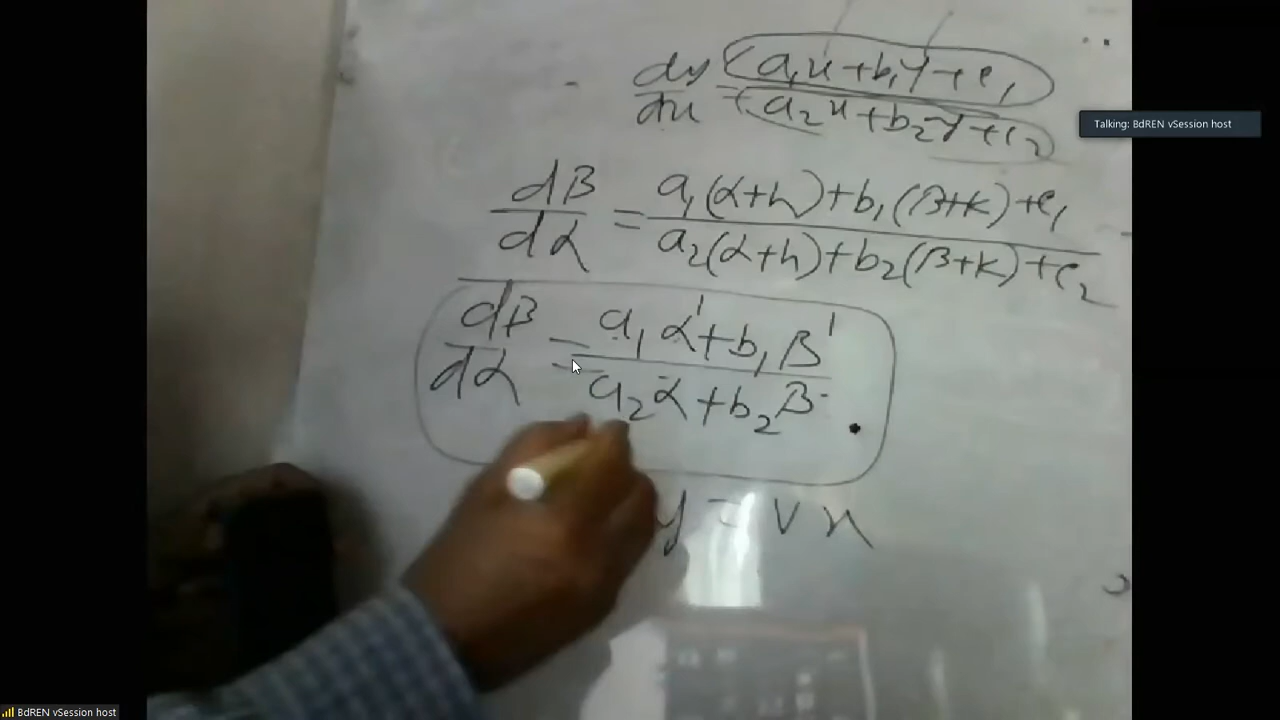 dy/dx = (a₁x+b₁y+c₁)/(a₂x+b₂y+c₂)
Talking: BdREN vSession host
dβ/dα = (a₁(α+h)+b₁(β+k)+c₁)/(a₂(α+h)+b₂(β+k)+c₂)
dβ/dα = (a₁α'+b₁β')/(a₂α+b₂β)
y = vx
BdREN vSession host